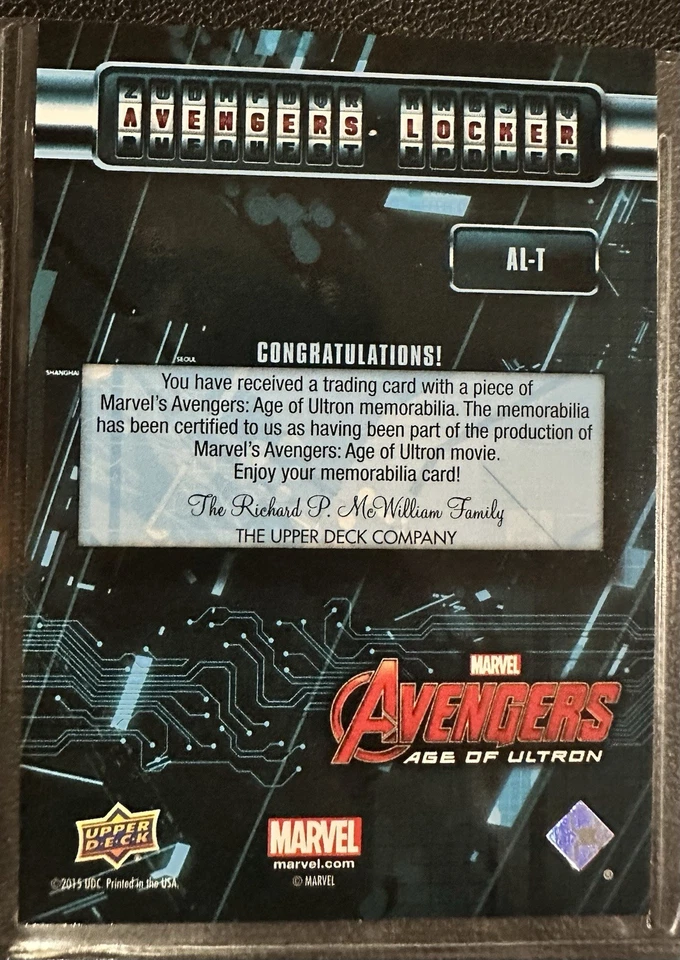 AVENGERS LOCKER
AL-T
SEOUL
SHANGHAI
CONGRATULATIONS!
You have received a trading card with a piece of
Marvel's Avengers: Age of Ultron memorabilia. The memorabilia
has been certified to us as having been part of the production of
Marvel's Avengers: Age of Ultron movie.
Enjoy your memorabilia card!
The Richard P. McWilliam Family
THE UPPER DECK COMPANY
MARVEL
AVENGERS
AGE OF ULTRON
UPPER
D·E·C·K
MARVEL
marvel.com
© 2015 UDC. Printed in the USA.
© MARVEL